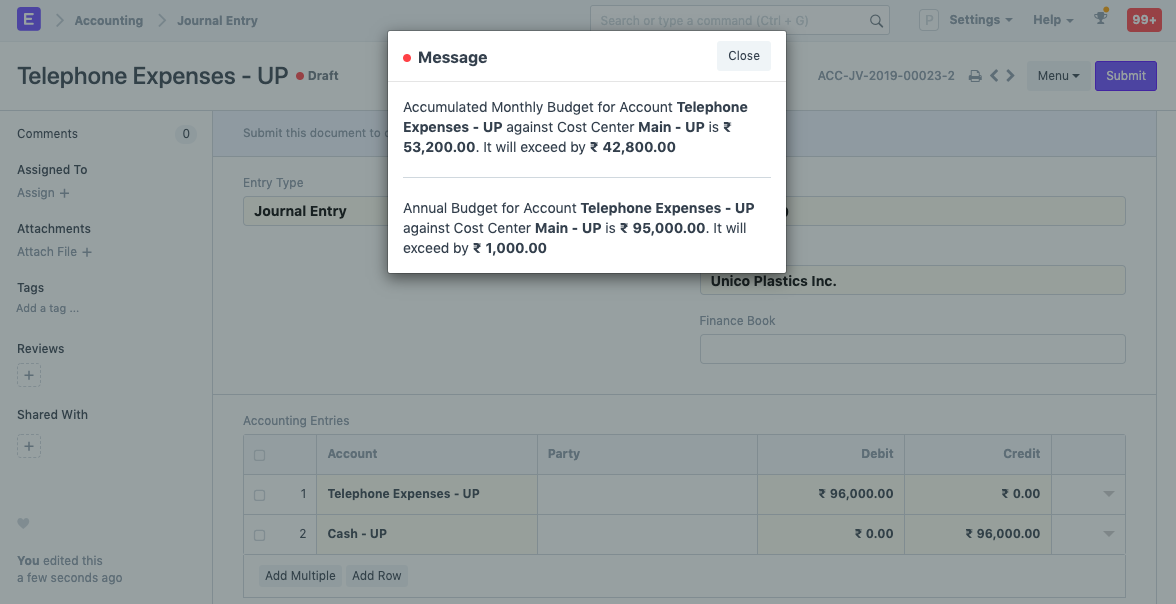 E
Accounting
Journal Entry
Search or type a command (Ctrl + G)
P
Settings
Help
99+
Telephone Expenses - UP
Draft
ACC-JV-2019-00023-2
Menu
Submit
Message
Close
Accumulated Monthly Budget for Account Telephone
Expenses - UP against Cost Center Main - UP is ₹
53,200.00. It will exceed by ₹ 42,800.00
Annual Budget for Account Telephone Expenses - UP
against Cost Center Main - UP is ₹ 95,000.00. It will
exceed by ₹ 1,000.00
Comments 0
Assigned To
Assign +
Attachments
Attach File +
Tags
Add a tag ...
Reviews
+
Shared With
+
You edited this
a few seconds ago
Submit this document to
Entry Type
Journal Entry
Unico Plastics Inc.
Finance Book
Accounting Entries
Account Party Debit Credit
1 Telephone Expenses - UP ₹ 96,000.00 ₹ 0.00
2 Cash - UP ₹ 0.00 ₹ 96,000.00
Add Multiple Add Row